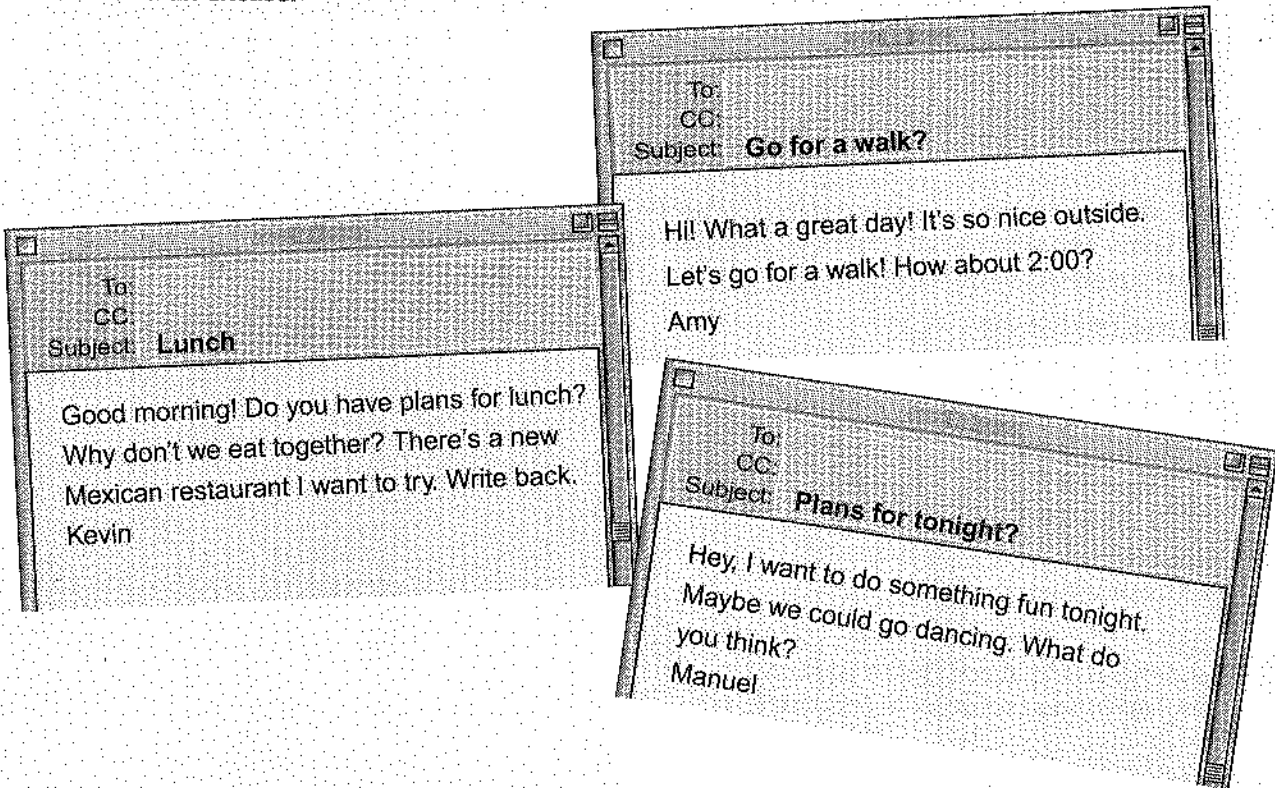 To:
CC:
Subject: Go for a walk?
Hi! What a great day! It's so nice outside.
Let's go for a walk! How about 2:00?
Amy
To:
CC:
Subject: Lunch
Good morning! Do you have plans for lunch?
Why don't we eat together? There's a new
Mexican restaurant I want to try. Write back.
Kevin
To:
CC:
Subject: Plans for tonight?
Hey, I want to do something fun tonight.
Maybe we could go dancing. What do
you think?
Manuel